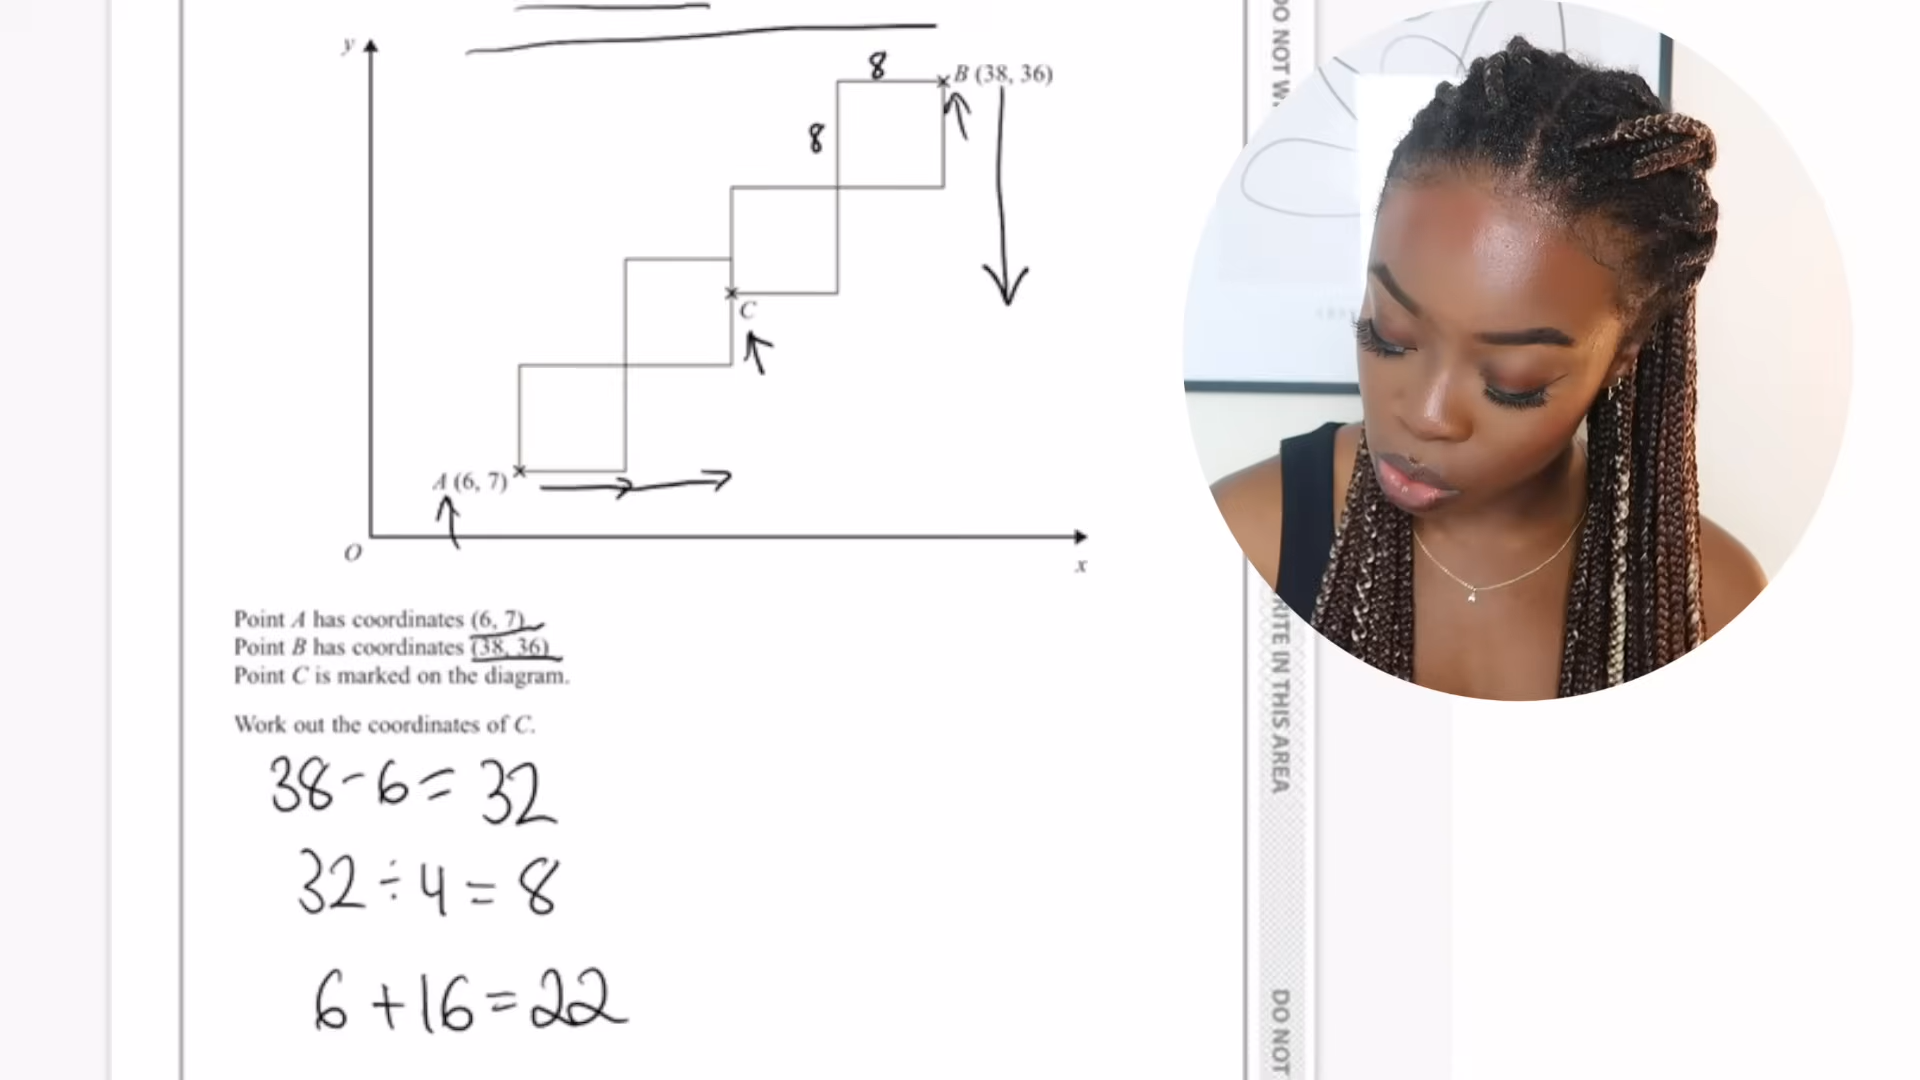 y
8
B (38, 36)
8
C
A (6, 7)
O
x
Point A has coordinates (6, 7)
Point B has coordinates (38, 36)
Point C is marked on the diagram.
Work out the coordinates of C.
38 - 6 = 32
32 ÷ 4 = 8
6 + 16 = 22
DO NOT W
RITE IN THIS AREA
DO NOT